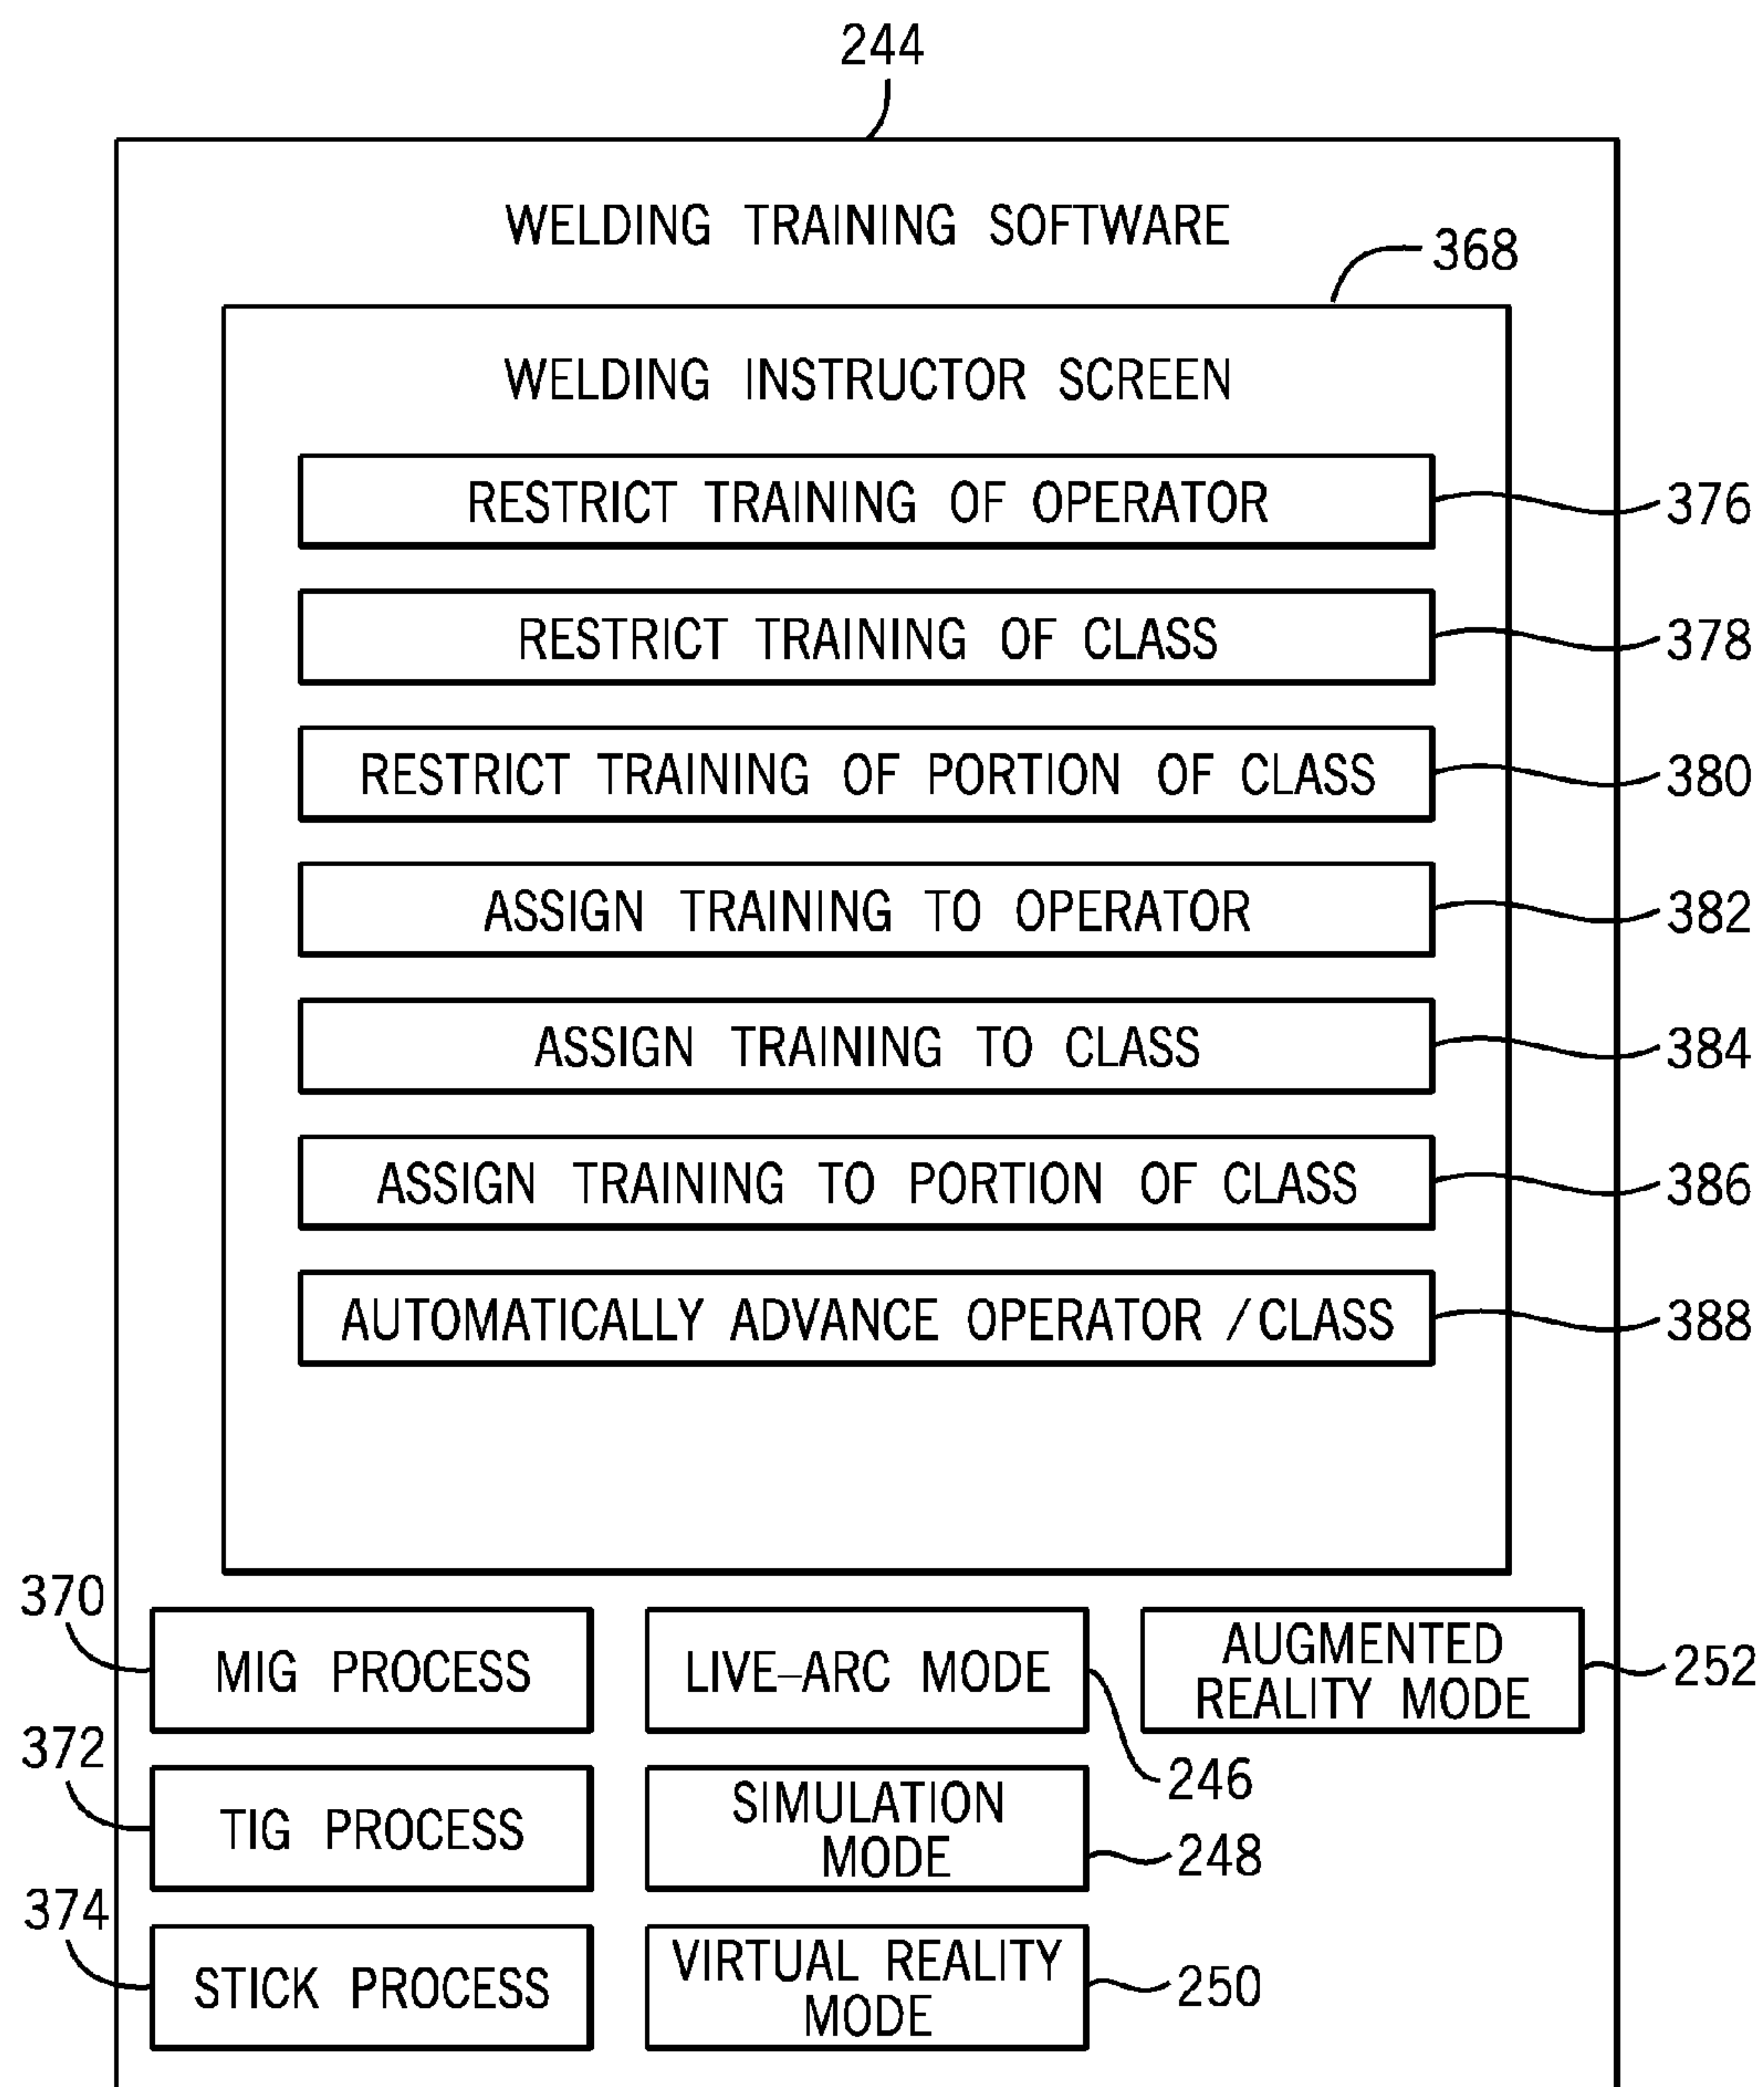 244
WELDING TRAINING SOFTWARE
368
WELDING INSTRUCTOR SCREEN
RESTRICT TRAINING OF OPERATOR
376
RESTRICT TRAINING OF CLASS
378
RESTRICT TRAINING OF PORTION OF CLASS
380
ASSIGN TRAINING TO OPERATOR
382
ASSIGN TRAINING TO CLASS
384
ASSIGN TRAINING TO PORTION OF CLASS
386
AUTOMATICALLY ADVANCE OPERATOR /CLASS
388
370
MIG PROCESS
LIVE–ARC MODE
AUGMENTED
REALITY MODE
252
372
TIG PROCESS
246
SIMULATION
MODE
248
374
STICK PROCESS
VIRTUAL REALITY
MODE
250